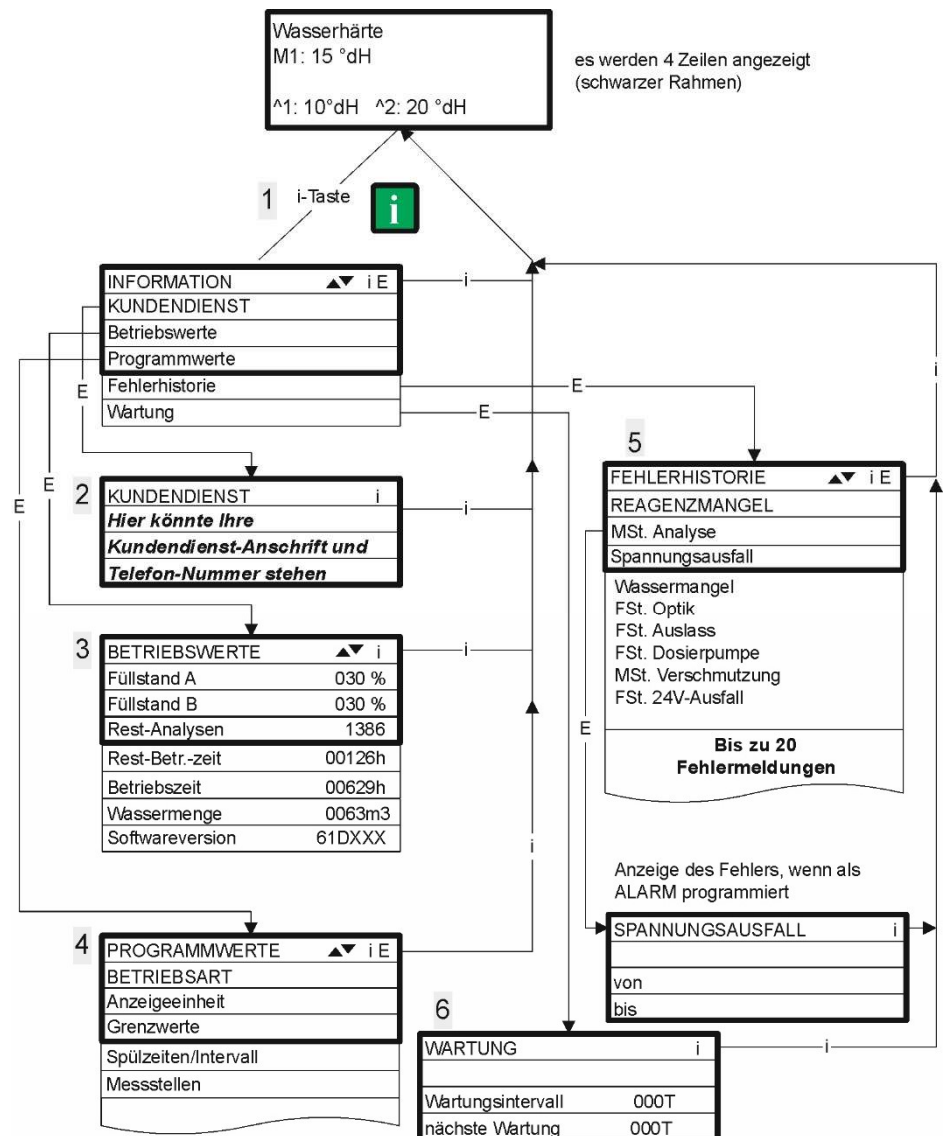 Wasserhärte
M1: 15 °dH
^1: 10°dH ^2: 20 °dH
es werden 4 Zeilen angezeigt
(schwarzer Rahmen)
1 i-Taste i
INFORMATION ▲▼ i E
KUNDENDIENST
Betriebswerte
Programmwerte
Fehlerhistorie
Wartung
i
E
E
E
E
E
i
2
KUNDENDIENST i
Hier könnte Ihre
Kundendienst-Anschrift und
Telefon-Nummer stehen
i
3
BETRIEBSWERTE ▲▼ i
Füllstand A 030 %
Füllstand B 030 %
Rest-Analysen 1386
Rest-Betr.-zeit 00126h
Betriebszeit 00629h
Wassermenge 0063m3
Softwareversion 61DXXX
i
i
4
PROGRAMMWERTE ▲▼ i E
BETRIEBSART
Anzeigeeinheit
Grenzwerte
Spülzeiten/Intervall
Messstellen
5
FEHLERHISTORIE ▲▼ i E
REAGENZMANGEL
MSt. Analyse
Spannungsausfall
Wassermangel
FSt. Optik
FSt. Auslass
FSt. Dosierpumpe
MSt. Verschmutzung
FSt. 24V-Ausfall
Bis zu 20
Fehlermeldungen
E
Anzeige des Fehlers, wenn als
ALARM programmiert
SPANNUNGSAUSFALL i
von
bis
6
WARTUNG i
Wartungsintervall 000T
nächste Wartung 000T
i